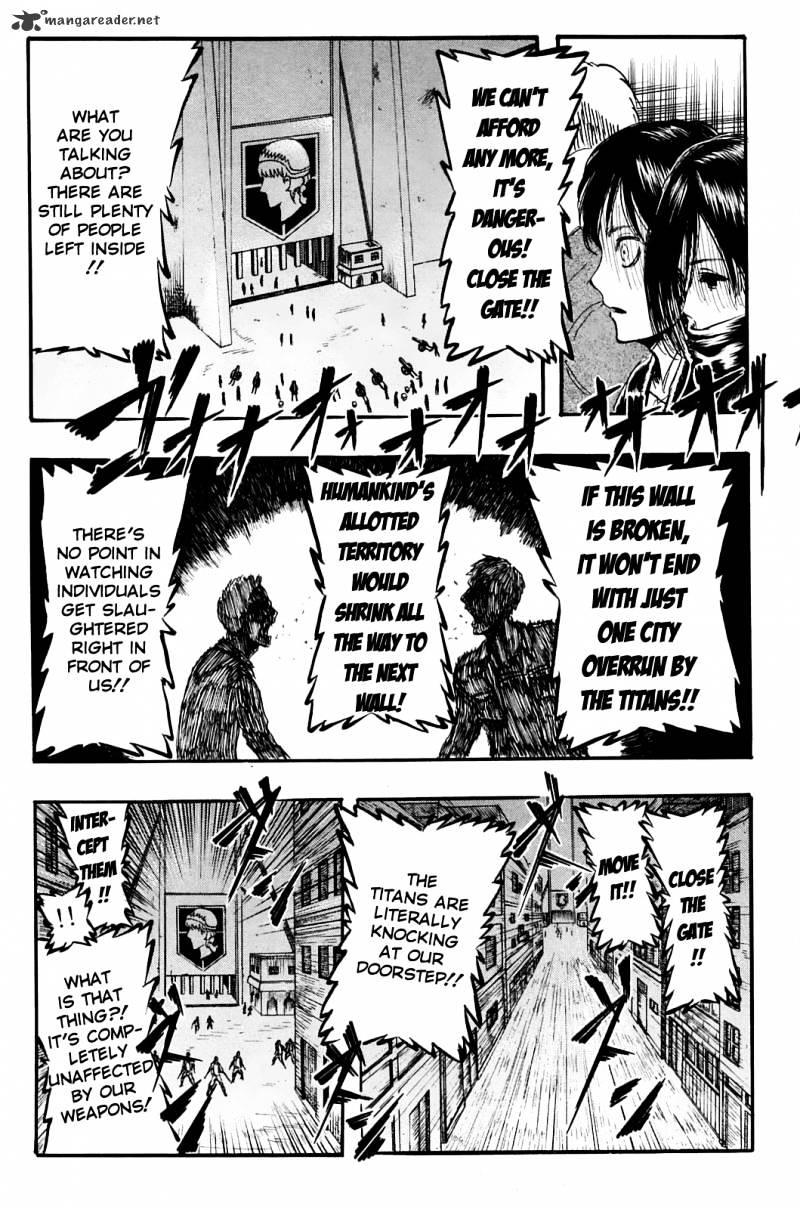 mangareader.net
WE CAN'T
AFFORD
ANY MORE,
IT'S
DANGER-
OUS!
CLOSE THE
GATE!!
WHAT
ARE YOU
TALKING
ABOUT?
THERE ARE
STILL PLENTY
OF PEOPLE
LEFT INSIDE
!!
IF THIS WALL
IS BROKEN,
IT WON'T END
WITH JUST
ONE CITY
OVERRUN BY
THE TITANS!!
HUMANKIND'S
ALLOTTED
TERRITORY
WOULD
SHRINK ALL
THE WAY TO
THE NEXT
WALL!
THERE'S
NO POINT IN
WATCHING
INDIVIDUALS
GET SLAU-
GHTERED
RIGHT IN
FRONT OF
US!!
CLOSE
THE
GATE
!!
MOVE
IT!!
THE
TITANS ARE
LITERALLY
KNOCKING
AT OUR
DOORSTEP!!
INTER-
CEPT
THEM
!!
!!
WHAT
IS THAT
THING?!
IT'S COMP-
LETELY
UNAFFECTED
BY OUR
WEAPONS!